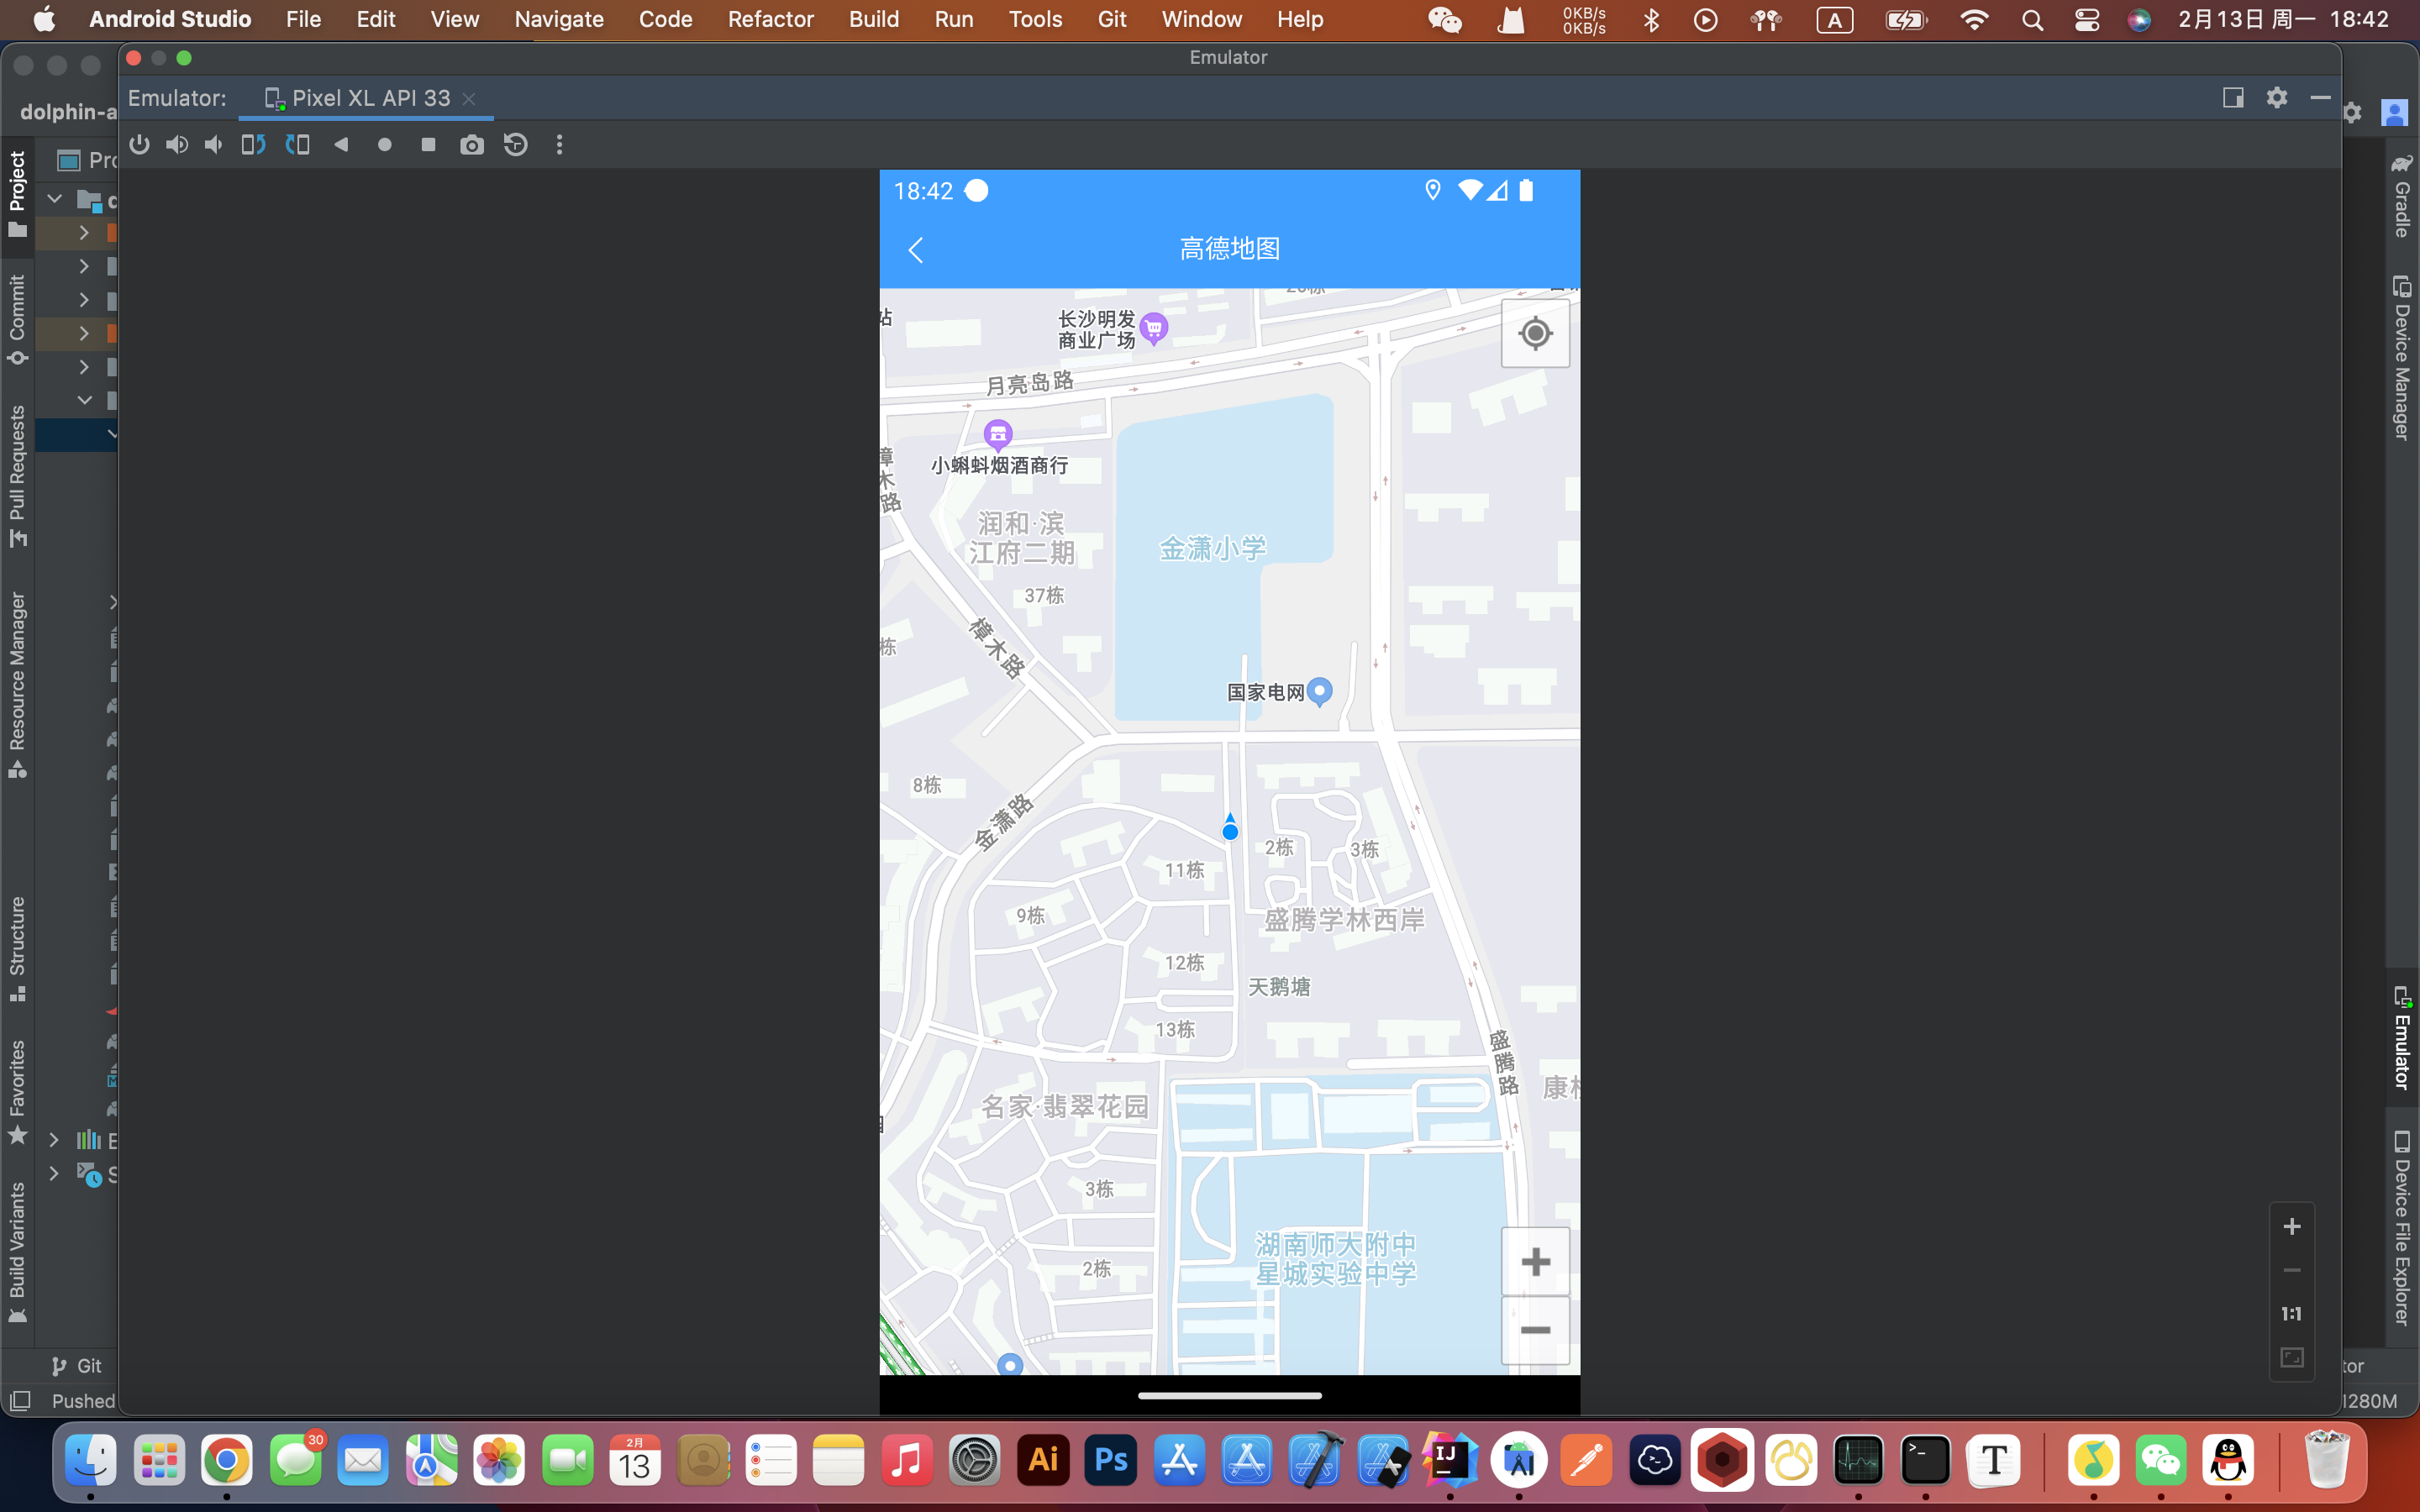 Android Studio File Edit View Navigate Code Refactor Build Run Tools Git Window Help
0KB/s
0KB/s
A
2月13日 周一 18:42
Emulator
Emulator: Pixel XL API 33
dolphin-a
Project
Commit
Pull Requests
Resource Manager
Structure
Favorites
Build Variants
18:42
高德地图
站
长沙明发
商业广场
月亮岛路
小蝌蚪烟酒商行
樟木路
润和·滨
江府二期
金潇小学
37栋
栋
樟木路
国家电网
8栋
金潇路
2栋
3栋
11栋
9栋
盛腾学林西岸
12栋
天鹅塘
13栋
盛腾路
名家·翡翠花园
3栋
湖南师大附中
星城实验中学
2栋
1:1
Gradle
Device Manager
Emulator
Device File Explorer
Git
Pushed
tor
1280M
30
2月
13
Ai
Ps
IJ
T